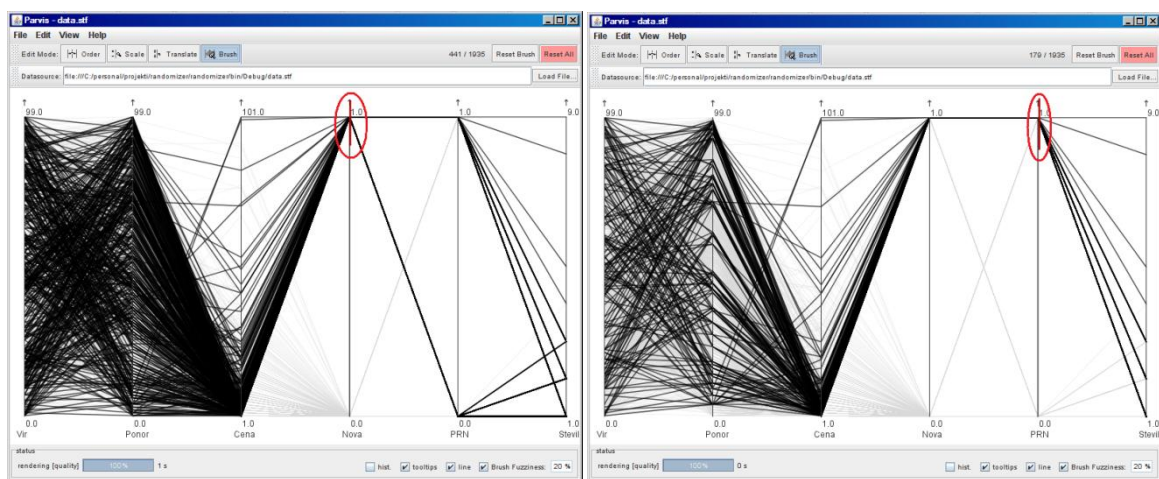 Parvis - data.stf
File Edit View Help
Edit Mode: Order Scale Translate Brush 441 / 1935 Reset Brush Reset All
Datasource: file:///C:/personal/projekti/randomizer/randomizer/bin/Debug/data.stf Load File...
99.0 99.0 101.0 1.0 1.0 9.0
0.0 0.0 1.0 0.0 0.0 1.0
Vir Ponor Cena Nova PRN Stevil
status
rendering [quality] 100% 1 s hist. tooltips line Brush Fuzziness: 20 %
Parvis - data.stf
File Edit View Help
Edit Mode: Order Scale Translate Brush 179 / 1935 Reset Brush Reset All
Datasource: file:///C:/personal/projekti/randomizer/randomizer/bin/Debug/data.stf Load File...
99.0 99.0 101.0 1.0 1.0 9.0
0.0 0.0 1.0 0.0 0.0 1.0
Vir Ponor Cena Nova PRN Stevil
status
rendering [quality] 100% 0 s hist. tooltips line Brush Fuzziness: 20 %